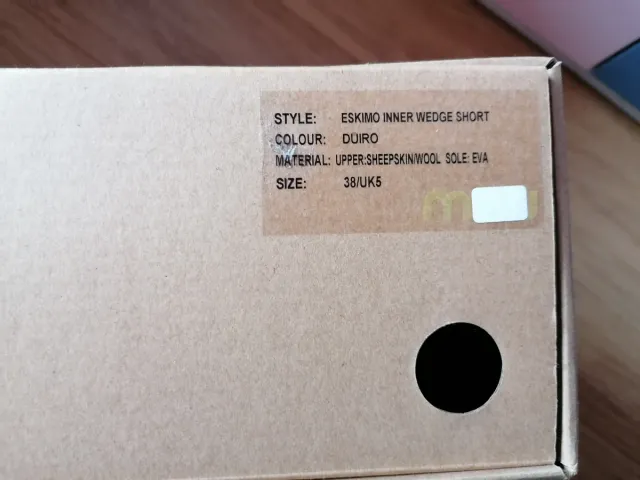 STYLE: ESKIMO INNER WEDGE SHORT
COLOUR: DUIRO
MATERIAL: UPPER:SHEEPSKIN/WOOL SOLE: EVA
SIZE: 38/UK5